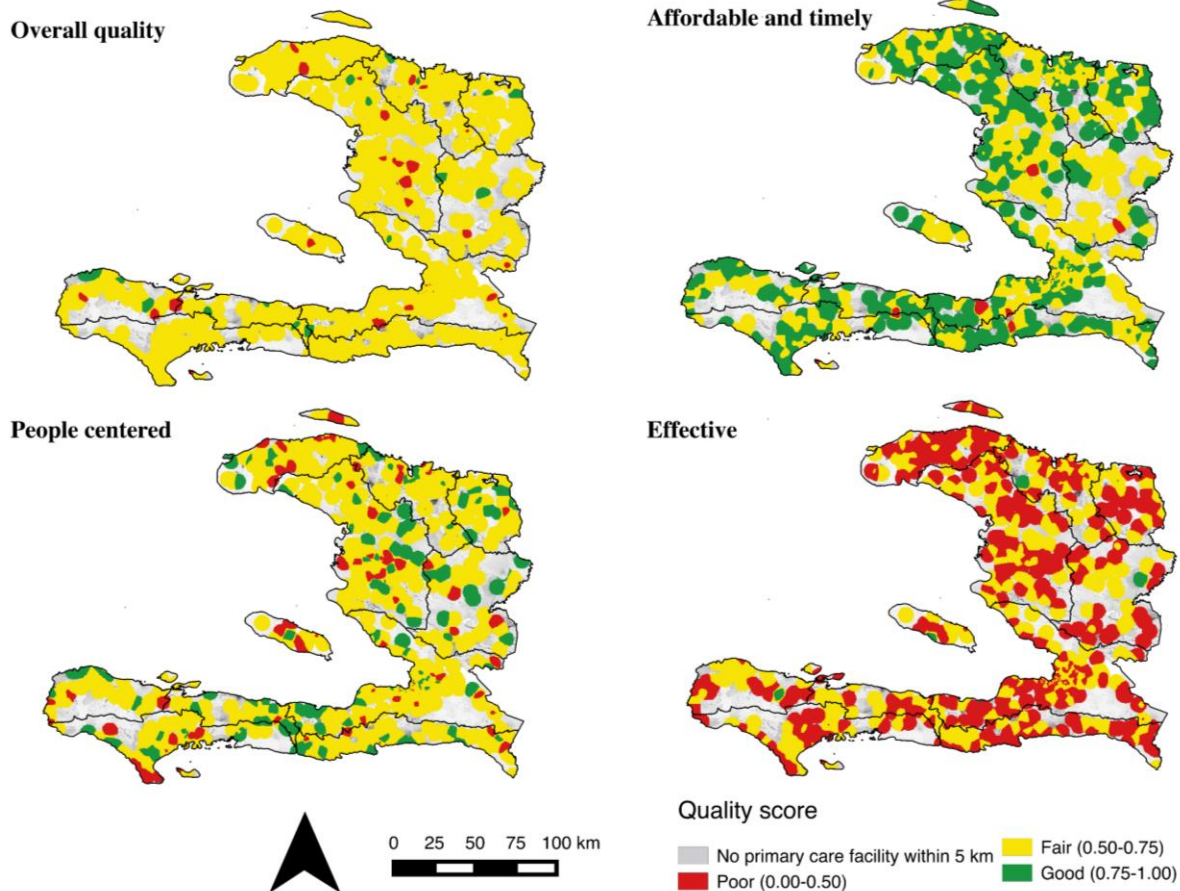 Overall quality
Affordable and timely
People centered
Effective
0 25 50 75 100 km
Quality score
No primary care facility within 5 km
Poor (0.00-0.50)
Fair (0.50-0.75)
Good (0.75-1.00)